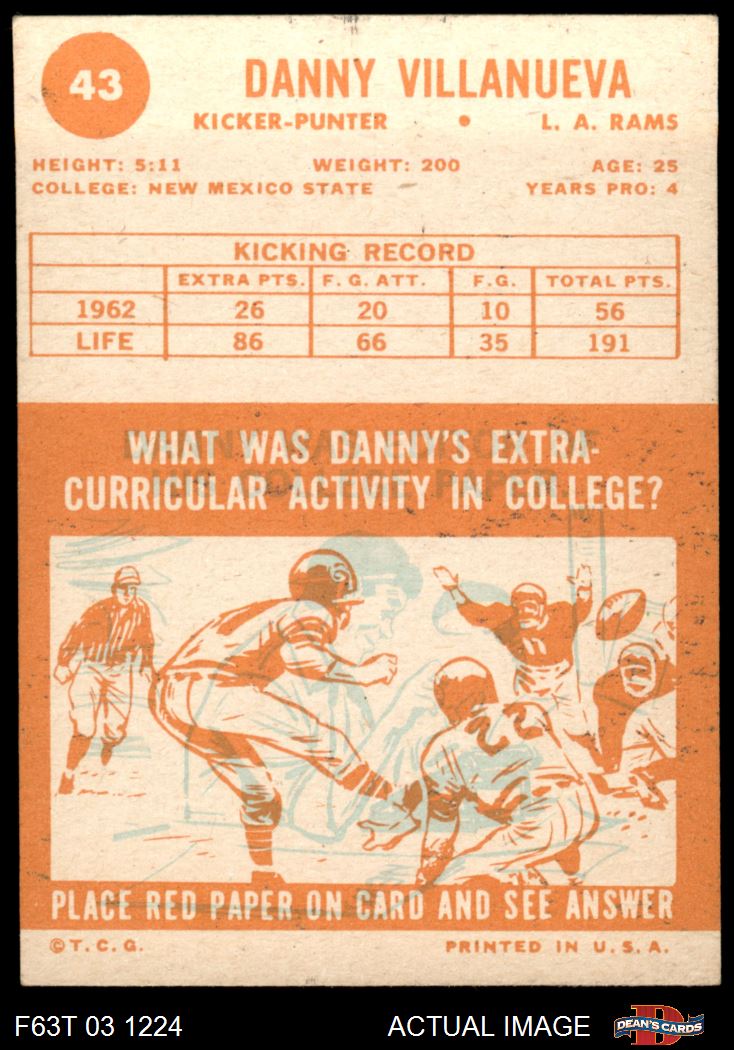 43
DANNY VILLANUEVA
KICKER-PUNTER • L. A. RAMS
HEIGHT: 5:11 WEIGHT: 200 AGE: 25
COLLEGE: NEW MEXICO STATE YEARS PRO: 4
KICKING RECORD
EXTRA PTS. F. G. ATT. F.G. TOTAL PTS.
1962 26 20 10 56
LIFE 86 66 35 191
WHAT WAS DANNY'S EXTRA-
CURRICULAR ACTIVITY IN COLLEGE?
22
PLACE RED PAPER ON CARD AND SEE ANSWER
©T.C.G. PRINTED IN U.S.A.
F63T 03 1224 ACTUAL IMAGE DEAN'S CARDS